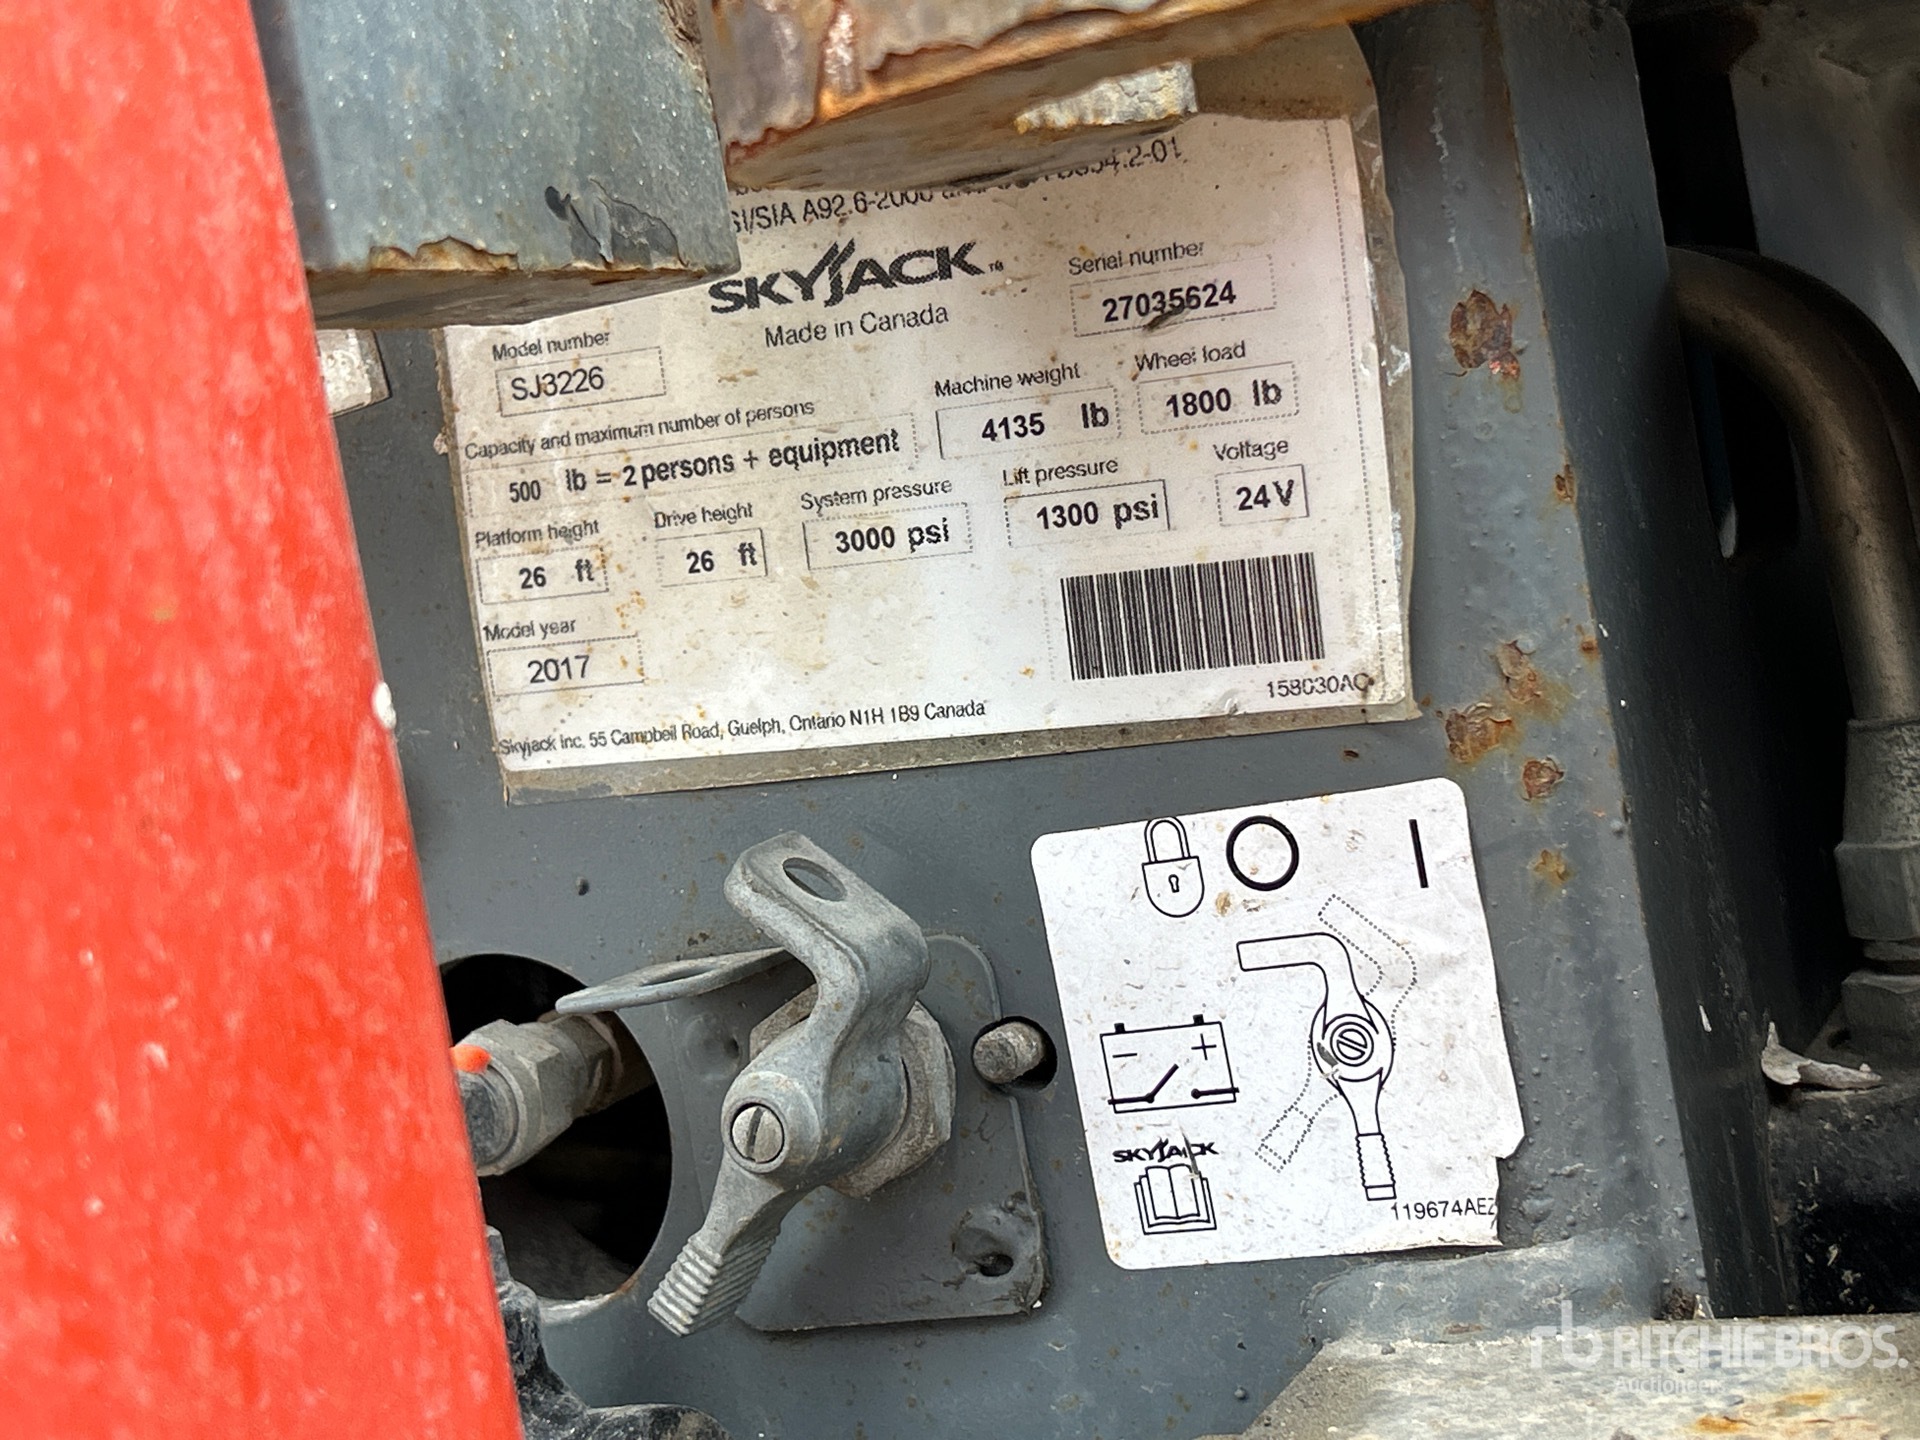 SI/SIA A92.6-2000
SKYJACK™
Made in Canada
Serial number
27035624
Model number
SJ3226
Capacity and maximum number of persons
500 lb = 2 persons + equipment
Machine weight
4135 lb
Wheel load
1800 lb
Platform height
26 ft
Drive height
26 ft
System pressure
3000 psi
Lift pressure
1300 psi
Voltage
24V
Model year
2017
158030AC
Skyjack Inc. 55 Campbell Road, Guelph, Ontario N1H 1B9 Canada
O I
- +
SKYJACK
119674AE
rb RITCHIE BROS.
Auctioneers